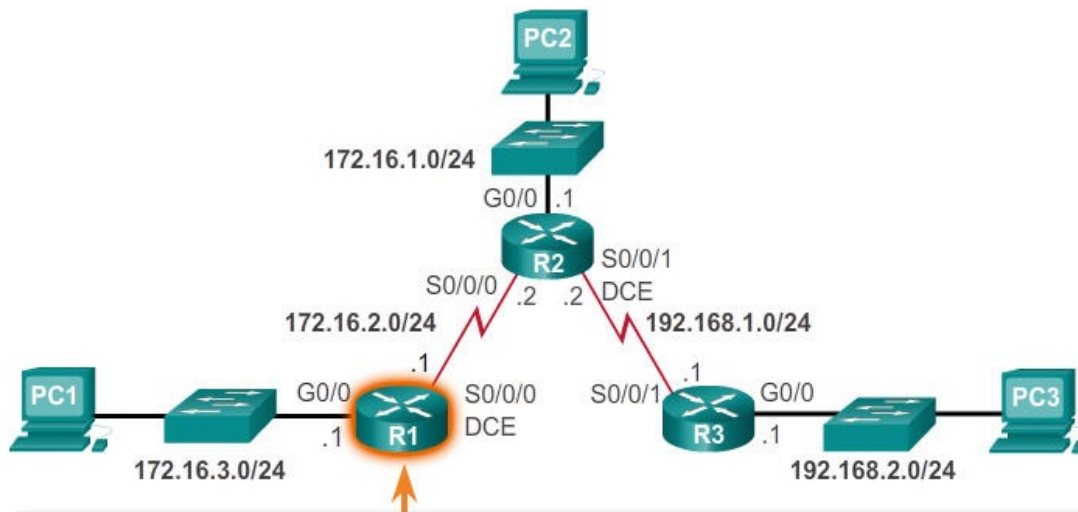 PC2
172.16.1.0/24
G0/0 .1
R2
S0/0/0 S0/0/1
.2 .2 DCE
172.16.2.0/24 192.168.1.0/24
.1 .1
PC1 G0/0 S0/0/0 S0/0/1 G0/0 PC3
.1 R1 DCE R3 .1
172.16.3.0/24 192.168.2.0/24